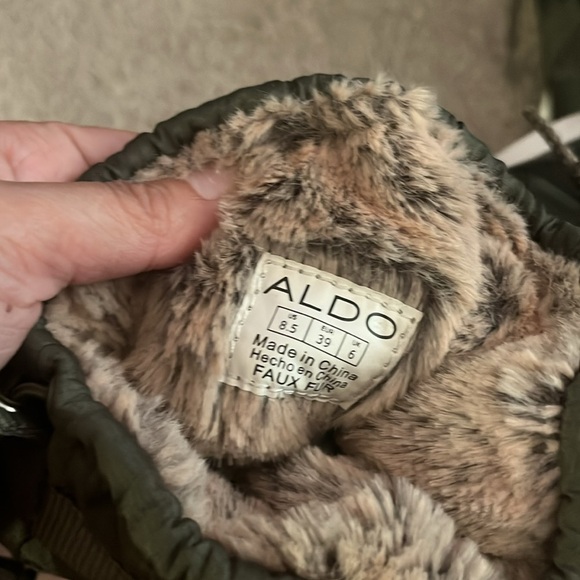 ALDO
US EUR UK
8.5 39 6
Made in China
Hecho en China
FAUX FUR